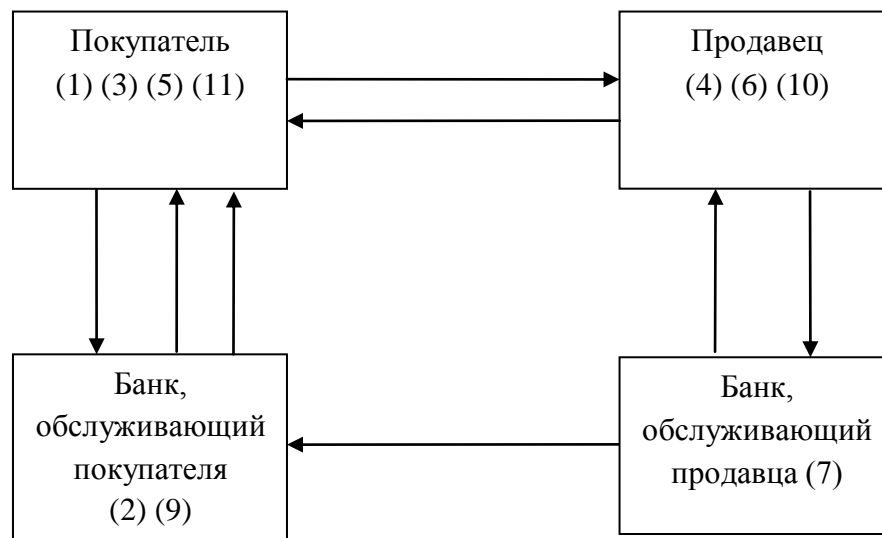 Покупатель
(1) (3) (5) (11)
Продавец
(4) (6) (10)
Банк,
обслуживающий
покупателя
(2) (9)
Банк,
обслуживающий
продавца (7)